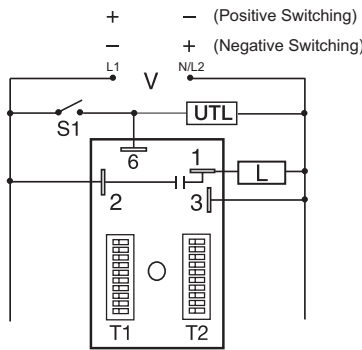 + – (Positive Switching)
– + (Negative Switching)
L1 V N/L2
S1 UTL
6 1 L
2 3
T1 T2